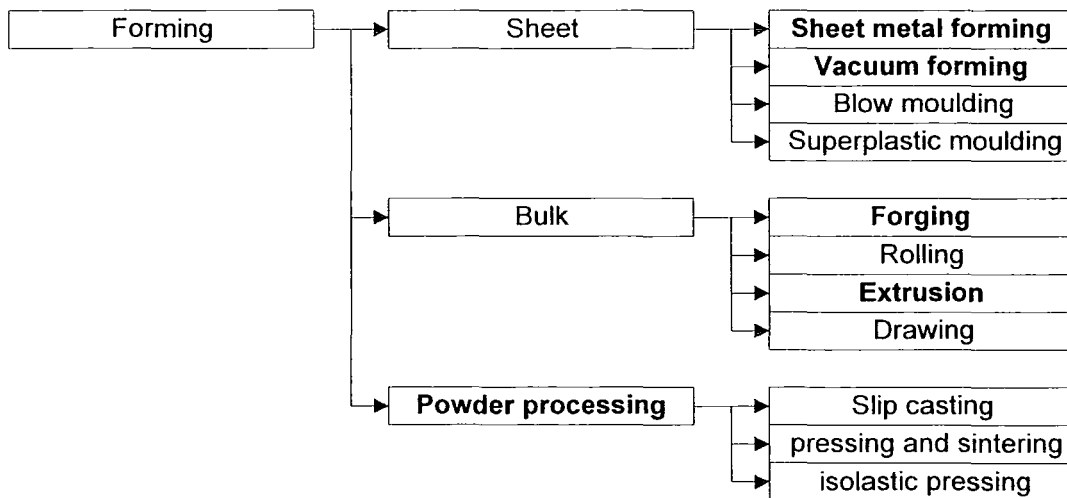 Forming
Sheet
Sheet metal forming
Vacuum forming
Blow moulding
Superplastic moulding
Bulk
Forging
Rolling
Extrusion
Drawing
Powder processing
Slip casting
pressing and sintering
isolastic pressing